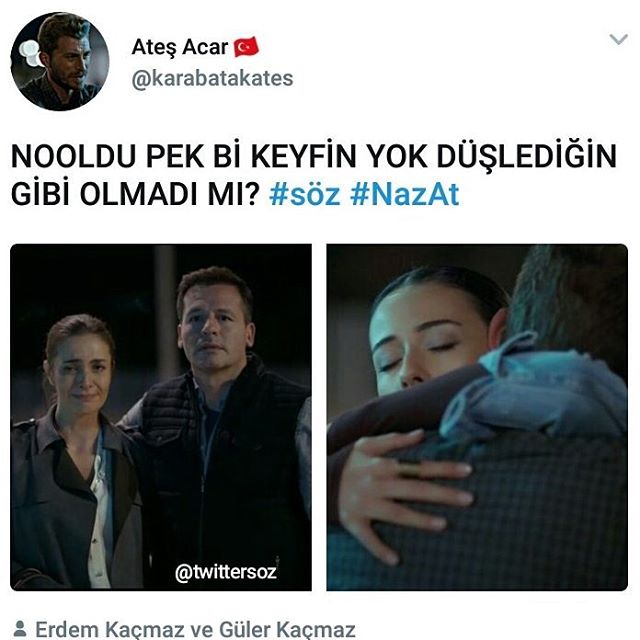 Ateş Acar
@karabatakates
NOOLDU PEK Bİ KEYFİN YOK DÜŞLEDİĞİN
GİBİ OLMADI MI? #söz #NazAt
@twittersoz
Erdem Kaçmaz ve Güler Kaçmaz